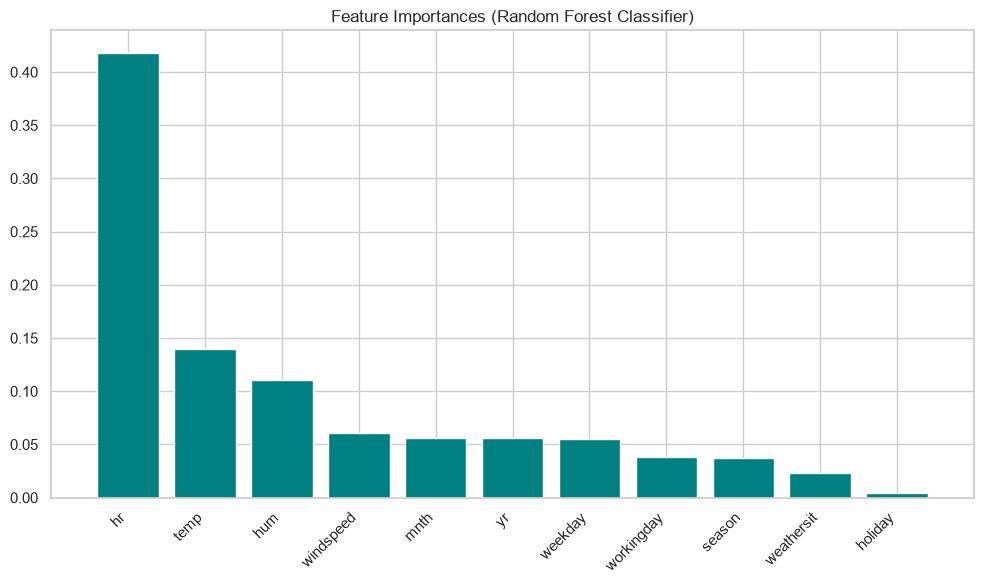 Feature Importances (Random Forest Classifier)
0.40
0.35
0.30
0.25
0.20
0.15
0.10
0.05
0.00
hr
temp
hum
windspeed
mnth
yr
weekday
workingday
season
weathersit
holiday